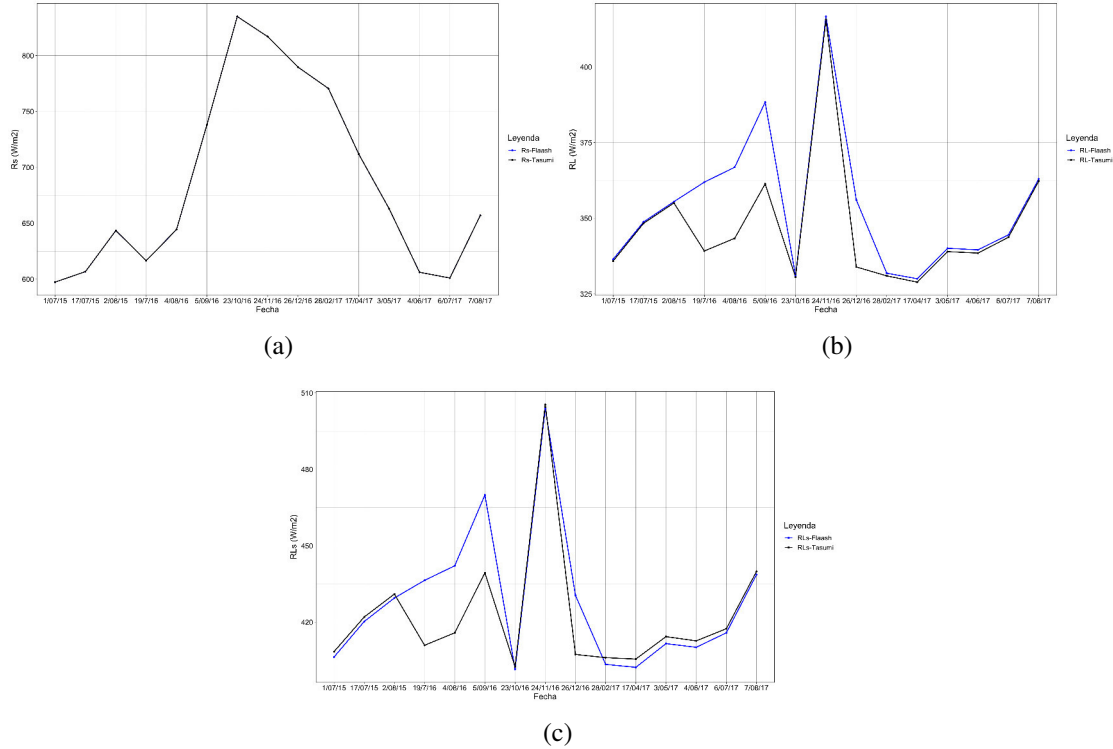 800
750
700
650
600
Rs (W/m2)
Leyenda
Rs-Flaash
Rs-Tasumi
1/07/15 17/07/15 2/08/15 19/7/16 4/08/16 5/09/16 23/10/16 24/11/16 26/12/16 28/02/17 17/04/17 3/05/17 4/06/17 6/07/17 7/08/17
Fecha
(a)
400
375
350
325
RL (W/m2)
Leyenda
RL-Flaash
RL-Tasumi
1/07/15 17/07/15 2/08/15 19/7/16 4/08/16 5/09/16 23/10/16 24/11/16 26/12/16 28/02/17 17/04/17 3/05/17 4/06/17 6/07/17 7/08/17
Fecha
(b)
510
480
450
420
RLs (W/m2)
Leyenda
RLs-Flaash
RLs-Tasumi
1/07/15 17/07/15 2/08/15 19/7/16 4/08/16 5/09/16 23/10/16 24/11/16 26/12/16 28/02/17 17/04/17 3/05/17 4/06/17 6/07/17 7/08/17
Fecha
(c)